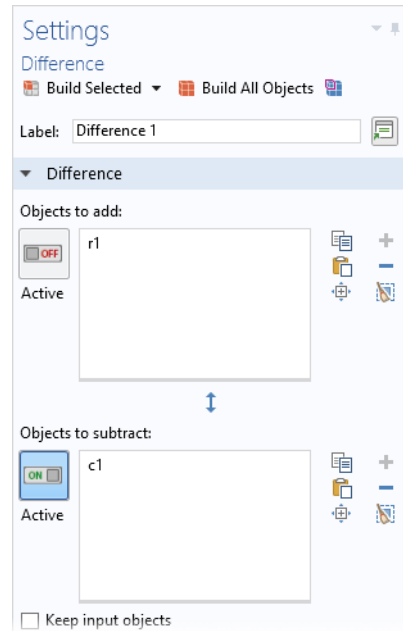 Settings
Difference
Build Selected Build All Objects
Label: Difference 1
Difference
Objects to add:
r1
OFF
Active
Objects to subtract:
c1
ON
Active
Keep input objects